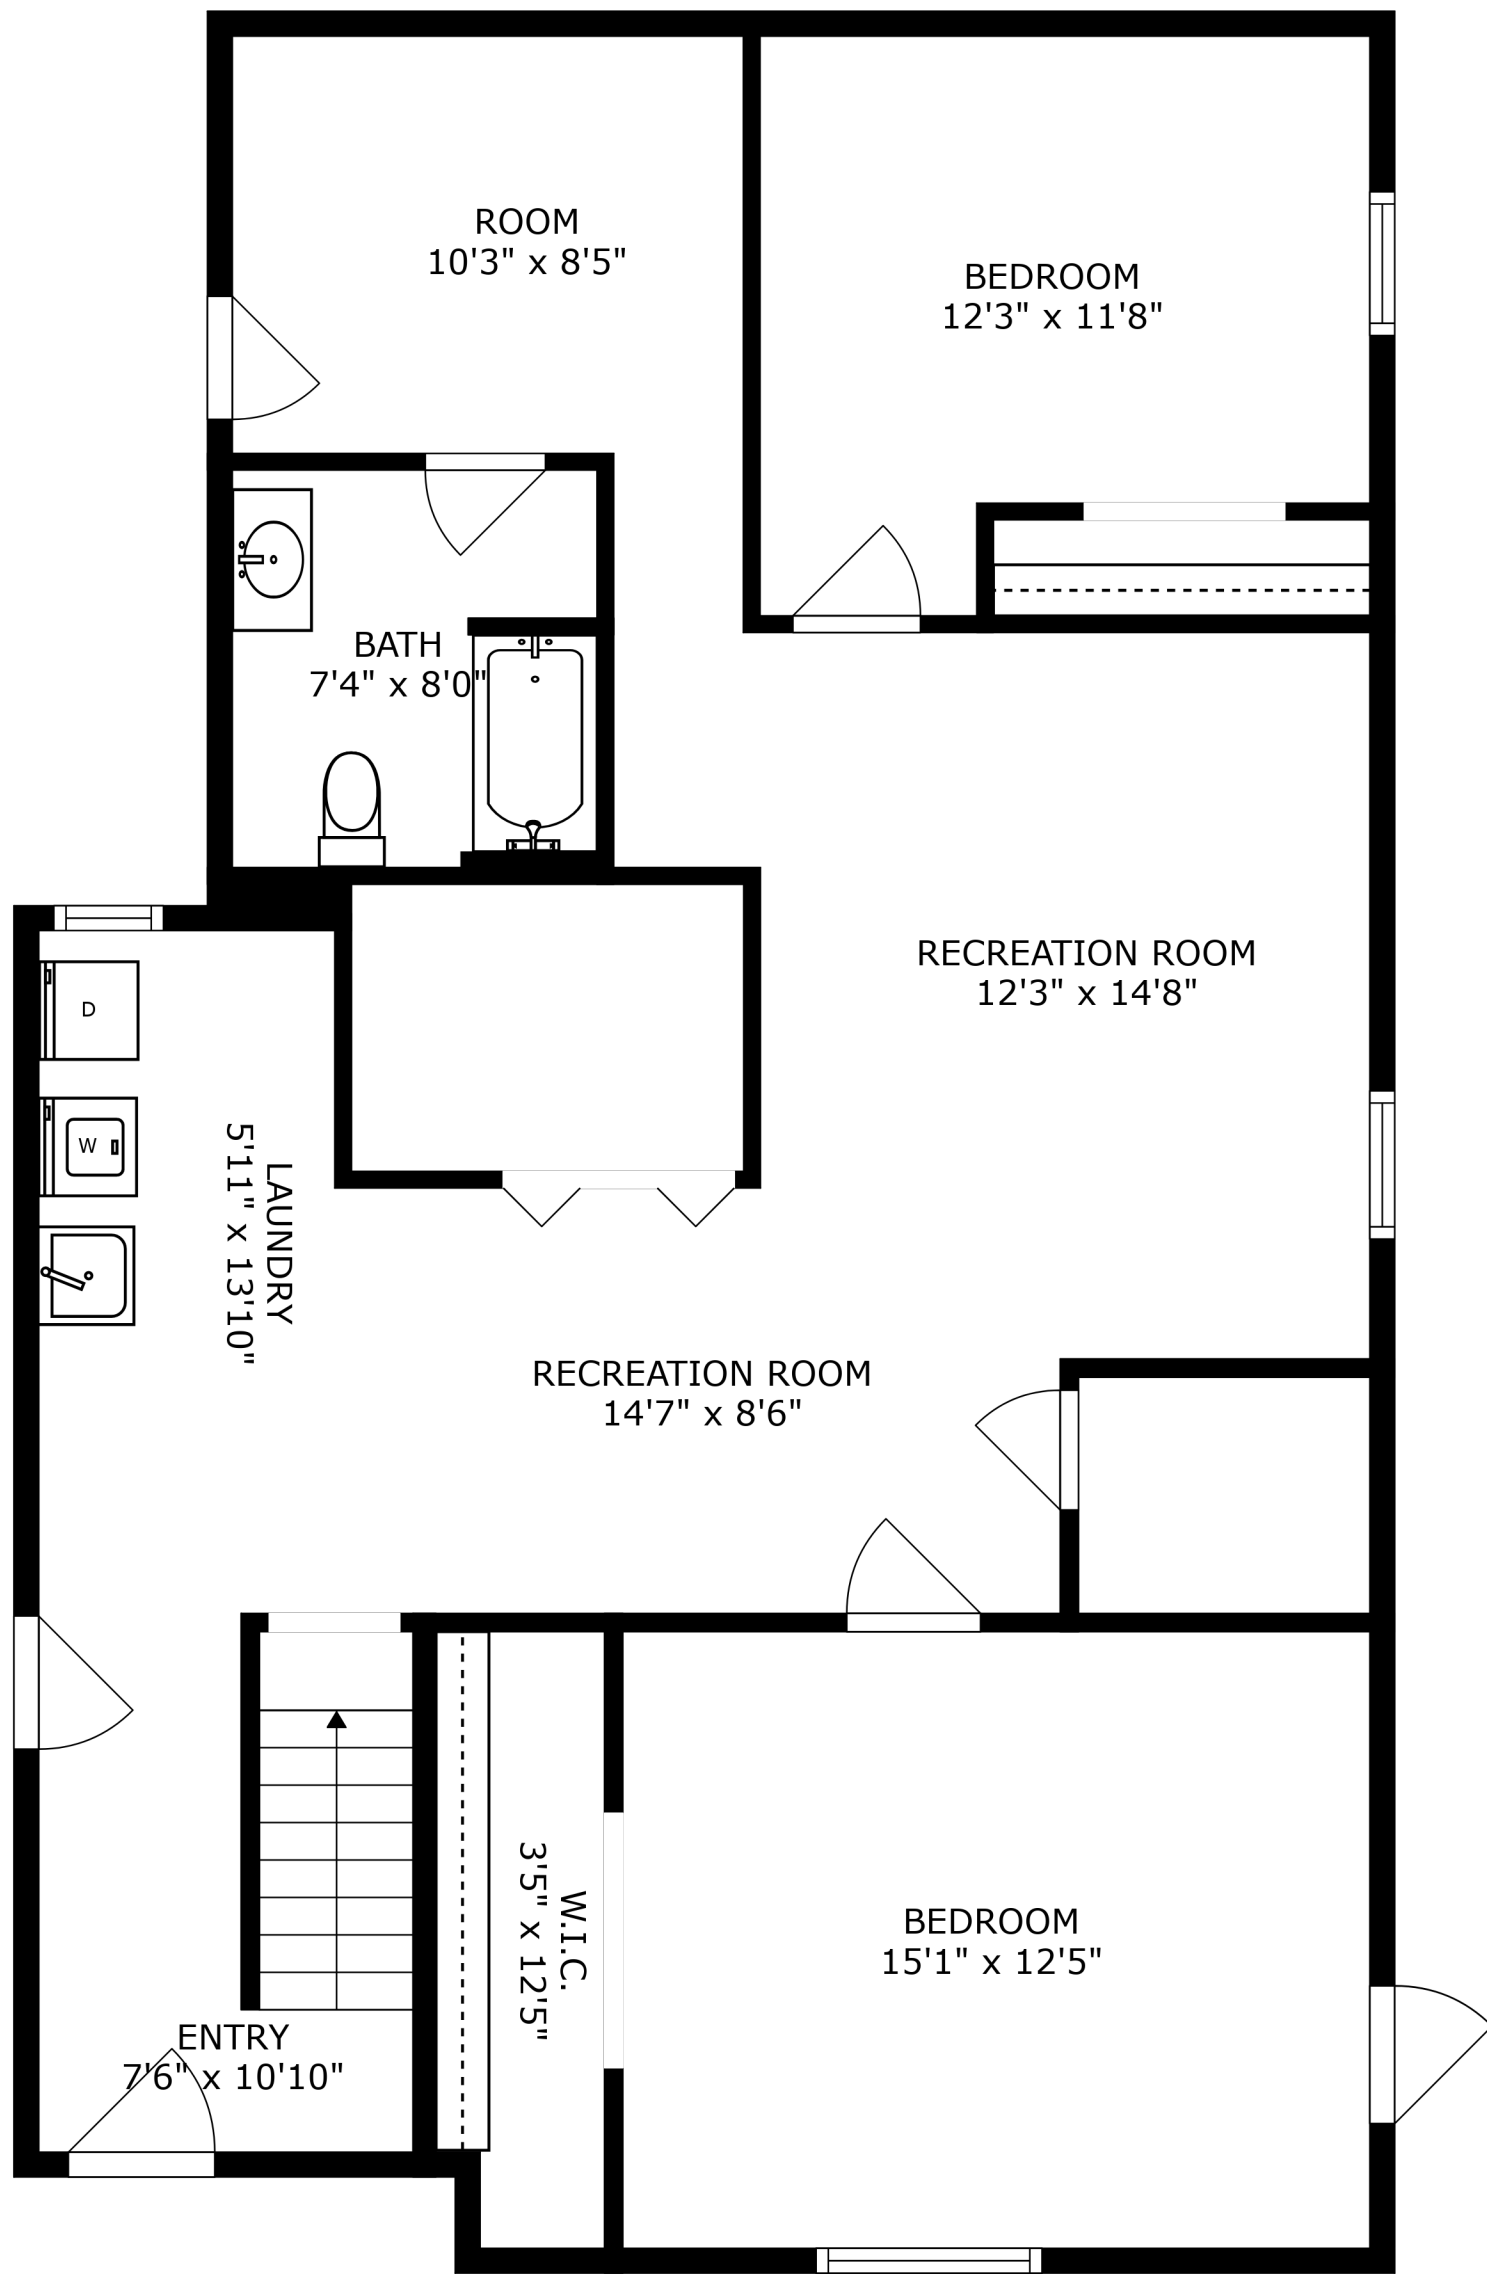 ROOM
10'3" x 8'5"
BEDROOM
12'3" x 11'8"
BATH
7'4" x 8'0"
RECREATION ROOM
12'3" x 14'8"
D
W
LAUNDRY
5'11" x 13'10"
RECREATION ROOM
14'7" x 8'6"
W.I.C.
3'5" x 12'5"
BEDROOM
15'1" x 12'5"
ENTRY
7'6" x 10'10"